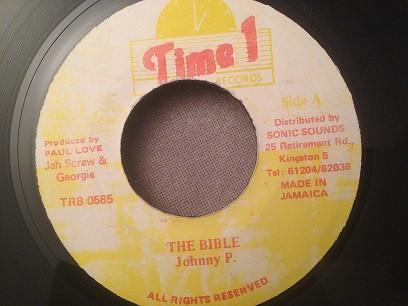 Time 1
RECORDS
Side A
Produced by
PAUL LOVE
Jah Screw &
Georgie
TRB 0585
Distributed by
SONIC SOUNDS
25 Retirement Rd.,
Kingston 5
Tel: 61204/62036
MADE IN
JAMAICA
THE BIBLE
Johnny P.
ALL RIGHTS RESERVED